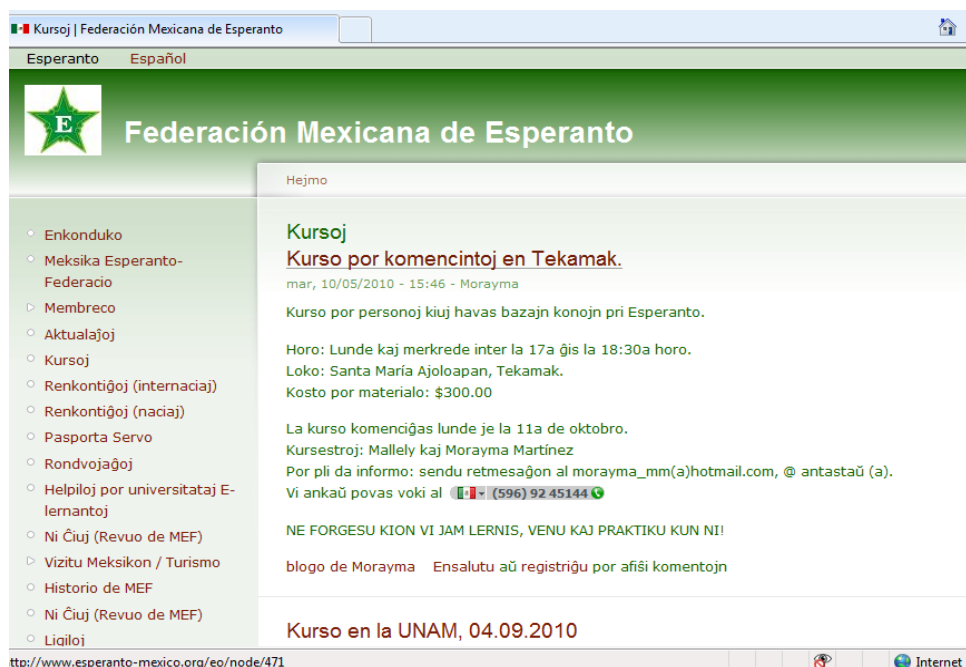 Kursoj | Federación Mexicana de Esperanto
Esperanto Español
E
Federación Mexicana de Esperanto
Hejmo
Enkonduko
Meksika Esperanto-
Federacio
Membreco
Aktualaĵoj
Kursoj
Renkontiĝoj (internaciaj)
Renkontiĝoj (naciaj)
Pasporta Servo
Rondvojaĝoj
Helpiloj por universitataj E-
lernantoj
Ni Ĉiuj (Revuo de MEF)
Vizitu Meksikon / Turismo
Historio de MEF
Ni Ĉiuj (Revuo de MEF)
Ligiloj
Kursoj
Kurso por komencintoj en Tekamak.
mar, 10/05/2010 - 15:46 - Morayma
Kurso por personoj kiuj havas bazajn konojn pri Esperanto.
Horo: Lunde kaj merkrede inter la 17a ĝis la 18:30a horo.
Loko: Santa María Ajoloapan, Tekamak.
Kosto por materialo: $300.00
La kurso komenciĝas lunde je la 11a de oktobro.
Kursestroj: Mallely kaj Morayma Martínez
Por pli da informo: sendu retmesaĝon al morayma_mm(a)hotmail.com, @ antastaŭ (a).
Vi ankaŭ povas voki al (596) 92 45144
NE FORGESU KION VI JAM LERNIS, VENU KAJ PRAKTIKU KUN NI!
blogo de Morayma Ensalutu aŭ registriĝu por afiŝi komentojn
Kurso en la UNAM, 04.09.2010
ttp://www.esperanto-mexico.org/eo/node/471
Internet